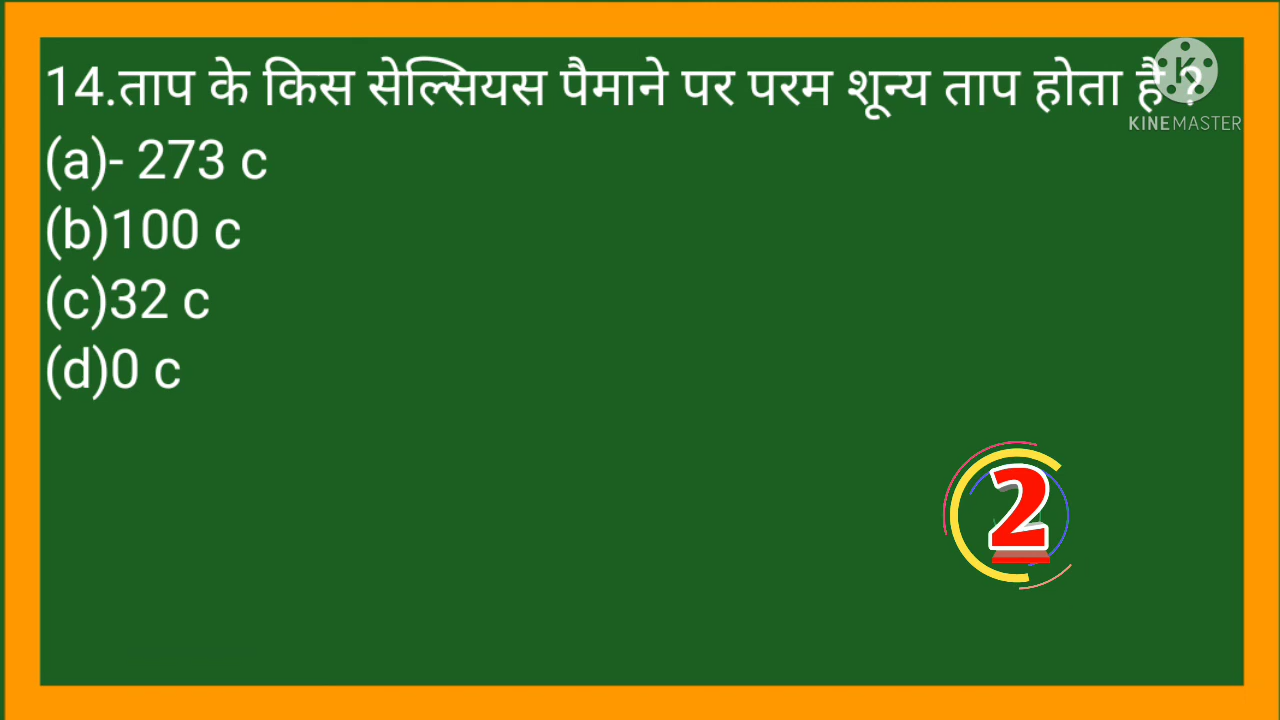 14.ताप के किस सेल्सियस पैमाने पर परम शून्य ताप होता है ?
(a)- 273 c
(b)100 c
(c)32 c
(d)0 c
K
KINEMASTER
2